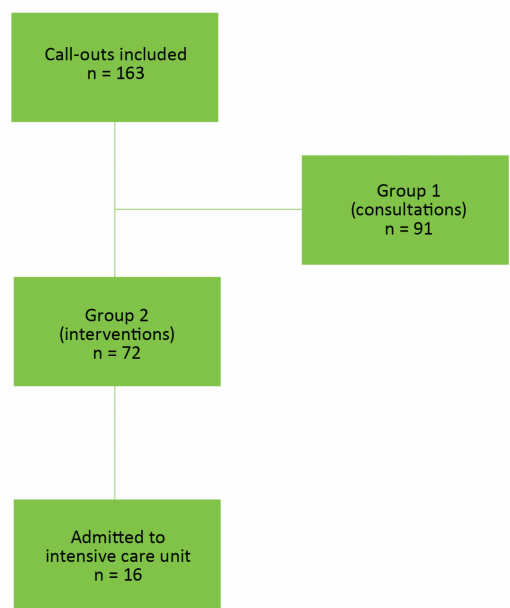 Call-outs included
n = 163
Group 1
(consultations)
n = 91
Group 2
(interventions)
n = 72
Admitted to
intensive care unit
n = 16